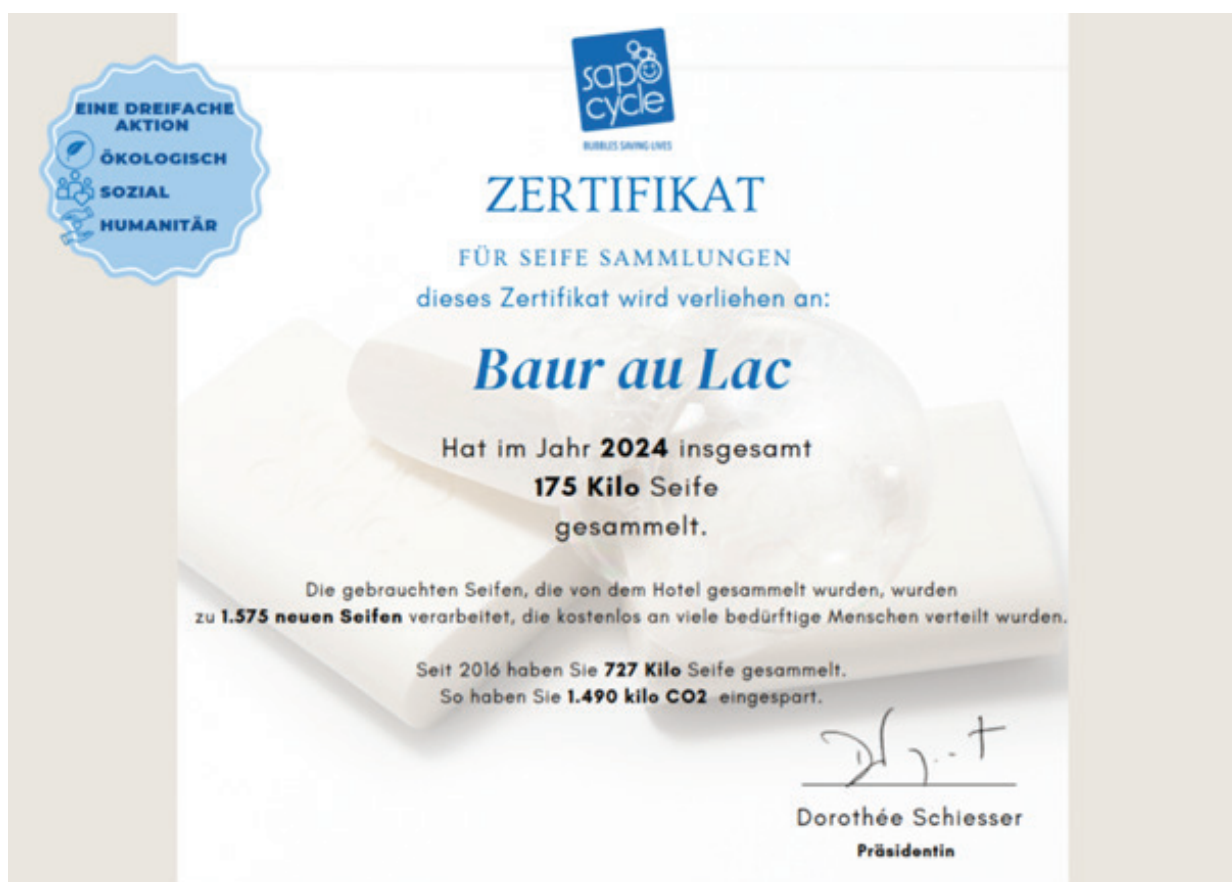 EINE DREIFACHE
AKTION
ÖKOLOGISCH
SOZIAL
HUMANITÄR
sapo
cycle
BUBBLES SAVING LIVES
ZERTIFIKAT
FÜR SEIFE SAMMLUNGEN
dieses Zertifikat wird verliehen an:
Baur au Lac
Hat im Jahr 2024 insgesamt
175 Kilo Seife
gesammelt.
Die gebrauchten Seifen, die von dem Hotel gesammelt wurden, wurden
zu 1.575 neuen Seifen verarbeitet, die kostenlos an viele bedürftige Menschen verteilt wurden.
Seit 2016 haben Sie 727 Kilo Seife gesammelt.
So haben Sie 1.490 kilo CO2 eingespart.
Dorothée Schiesser
Präsidentin